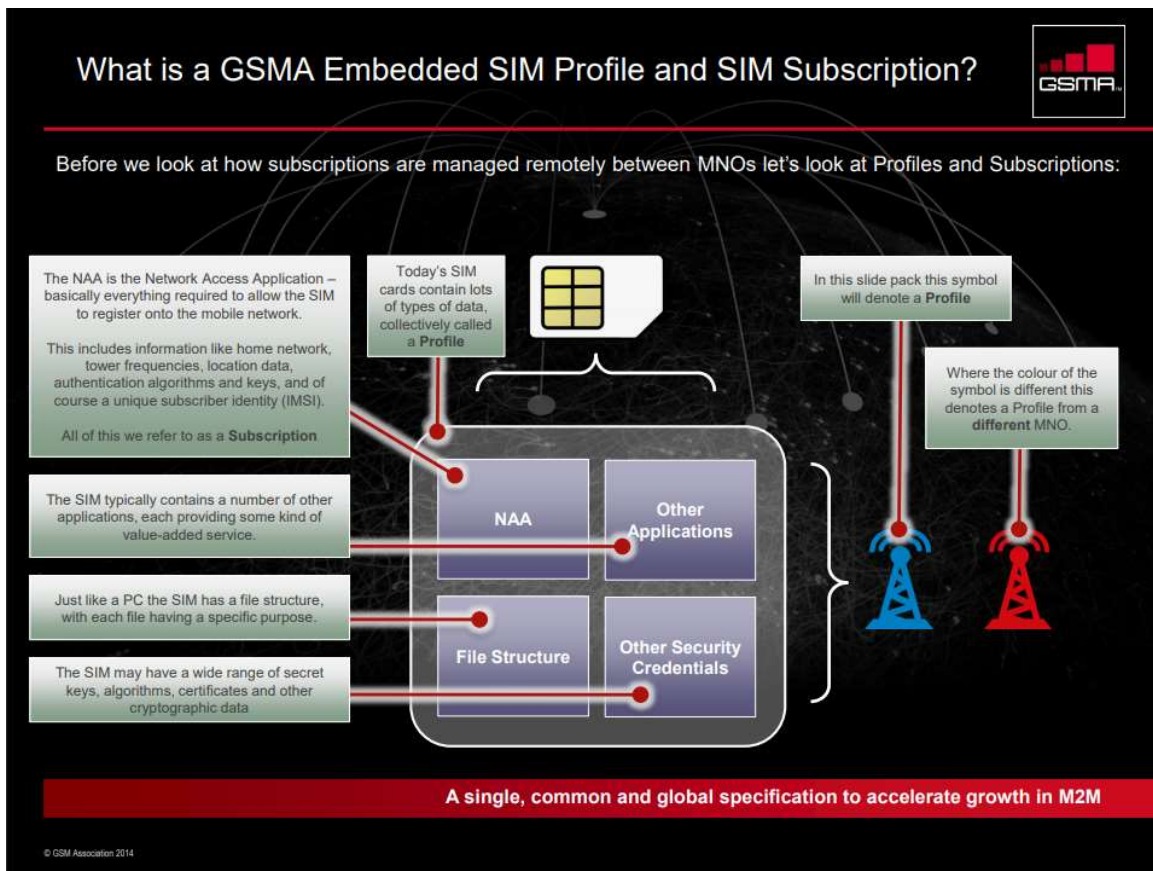 What is a GSMA Embedded SIM Profile and SIM Subscription?
GSMA™
Before we look at how subscriptions are managed remotely between MNOs let's look at Profiles and Subscriptions:
The NAA is the Network Access Application –
basically everything required to allow the SIM
to register onto the mobile network.
This includes information like home network,
tower frequencies, location data,
authentication algorithms and keys, and of
course a unique subscriber identity (IMSI).
All of this we refer to as a Subscription
Today's SIM
cards contain lots
of types of data,
collectively called
a Profile
In this slide pack this symbol
will denote a Profile
Where the colour of the
symbol is different this
denotes a Profile from a
different MNO.
The SIM typically contains a number of other
applications, each providing some kind of
value-added service.
Just like a PC the SIM has a file structure,
with each file having a specific purpose.
The SIM may have a wide range of secret
keys, algorithms, certificates and other
cryptographic data
NAA
Other
Applications
File Structure
Other Security
Credentials
A single, common and global specification to accelerate growth in M2M
© GSM Association 2014